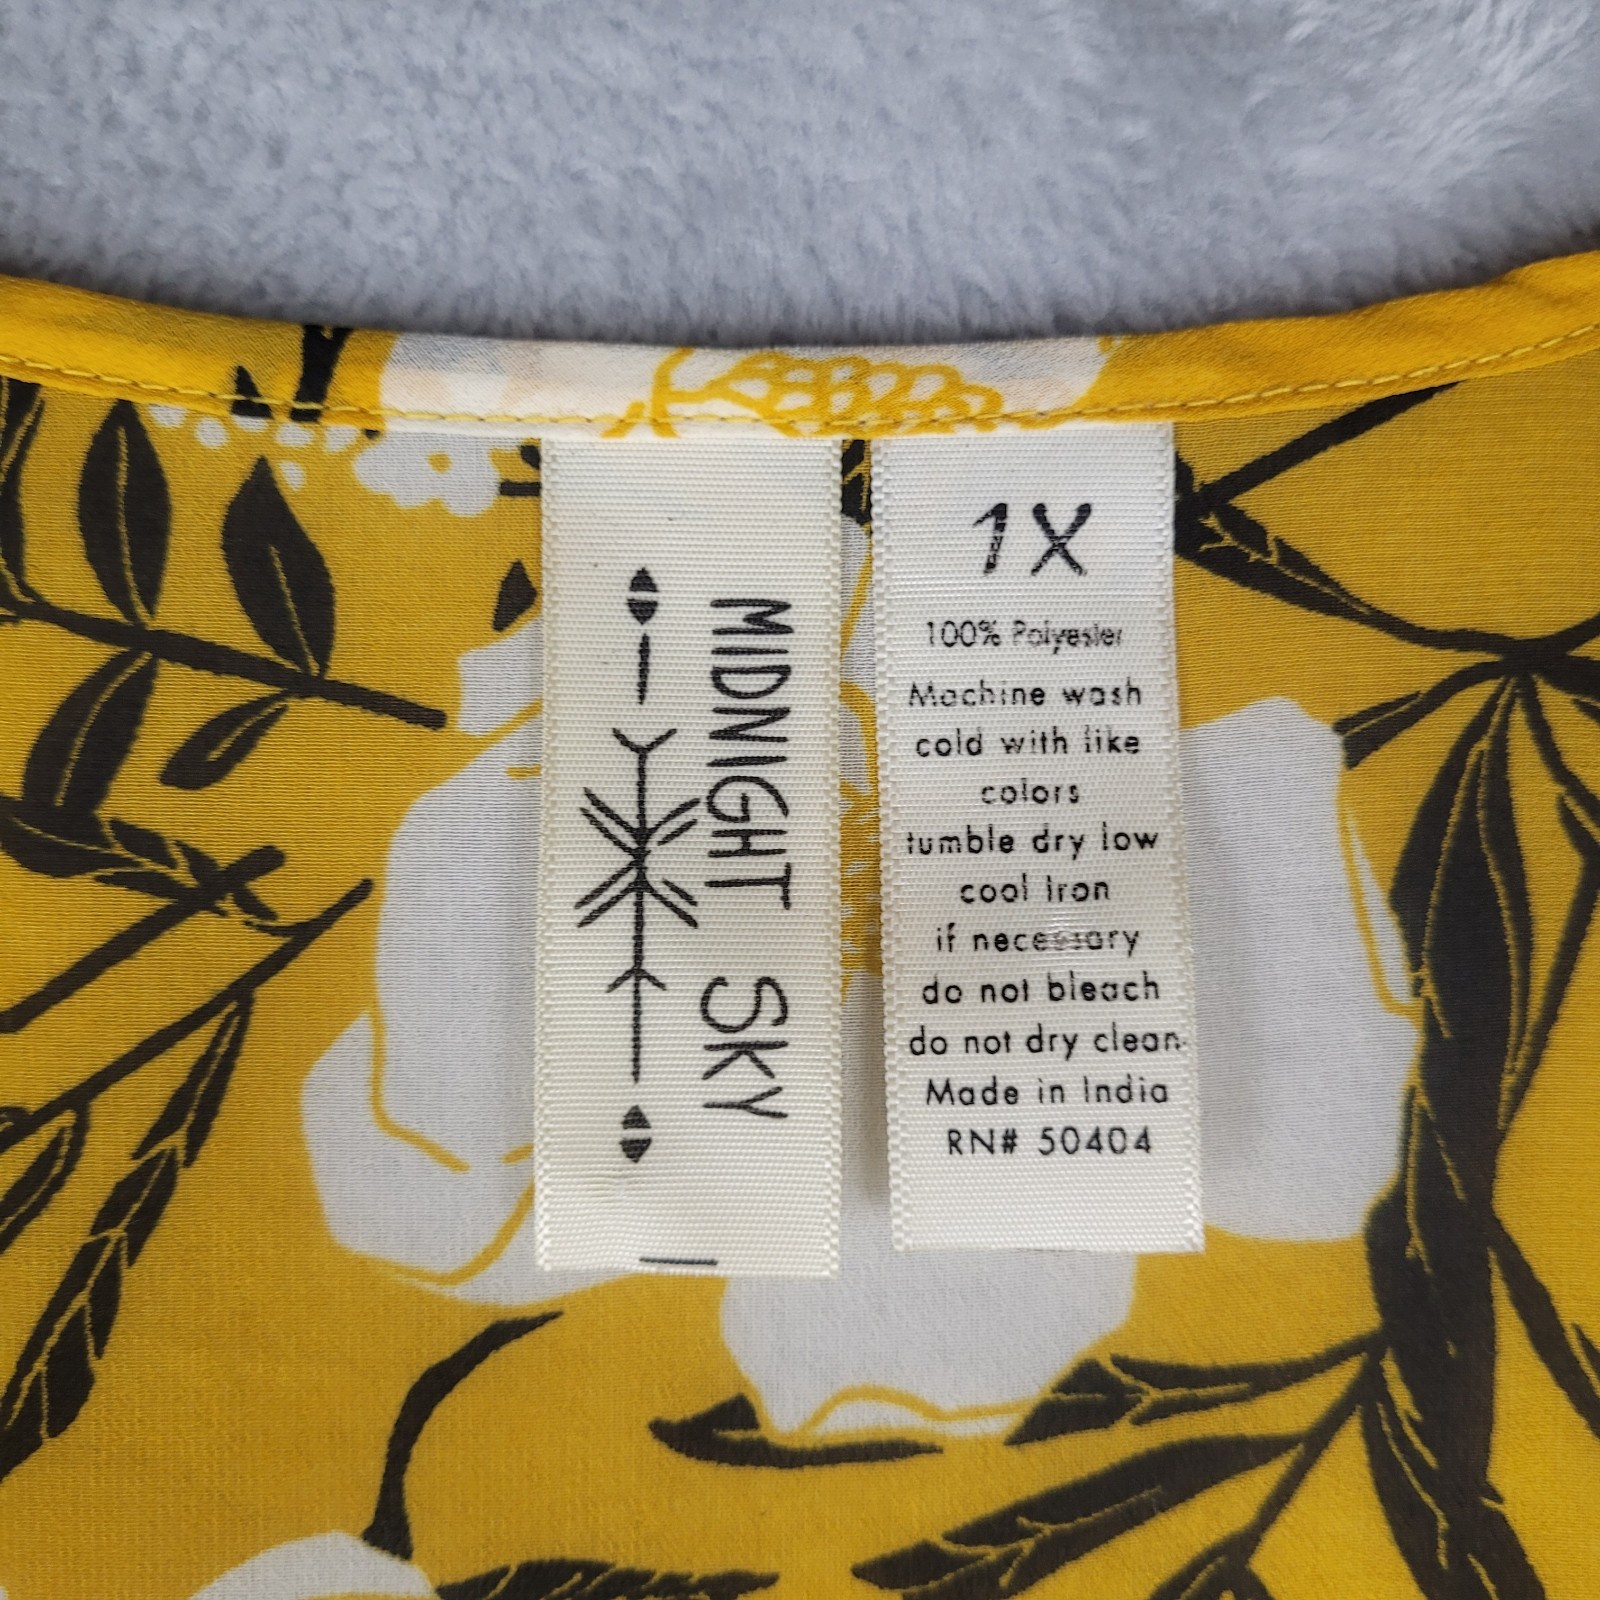 MIDNIGHT SKY
1X
100% Polyester
Machine wash
cold with like
colors
tumble dry low
cool Iron
if necessary
do not bleach
do not dry clean
Made in India
RN# 50404